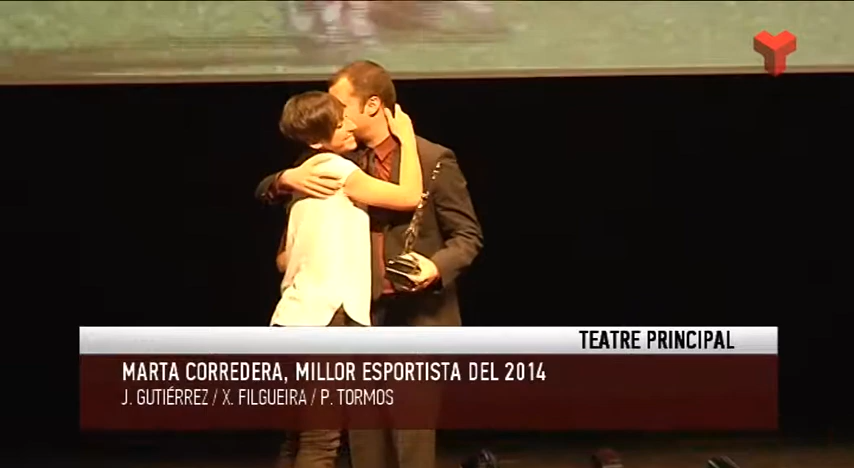 TEATRE PRINCIPAL
MARTA CORREDERA, MILLOR ESPORTISTA DEL 2014
J. GUTIÉRREZ / X. FILGUEIRA / P. TORMOS